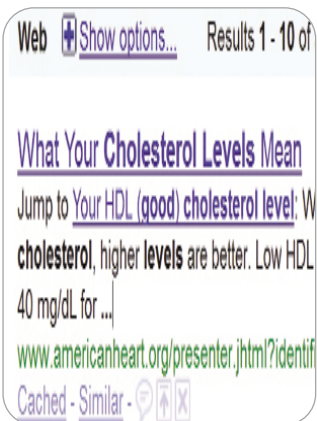 Web Show options... Results 1 - 10 of
What Your Cholesterol Levels Mean
Jump to Your HDL (good) cholesterol level: W
cholesterol, higher levels are better. Low HDL
40 mg/dL for ...
www.americanheart.org/presenter.jhtml?identif
Cached - Similar -